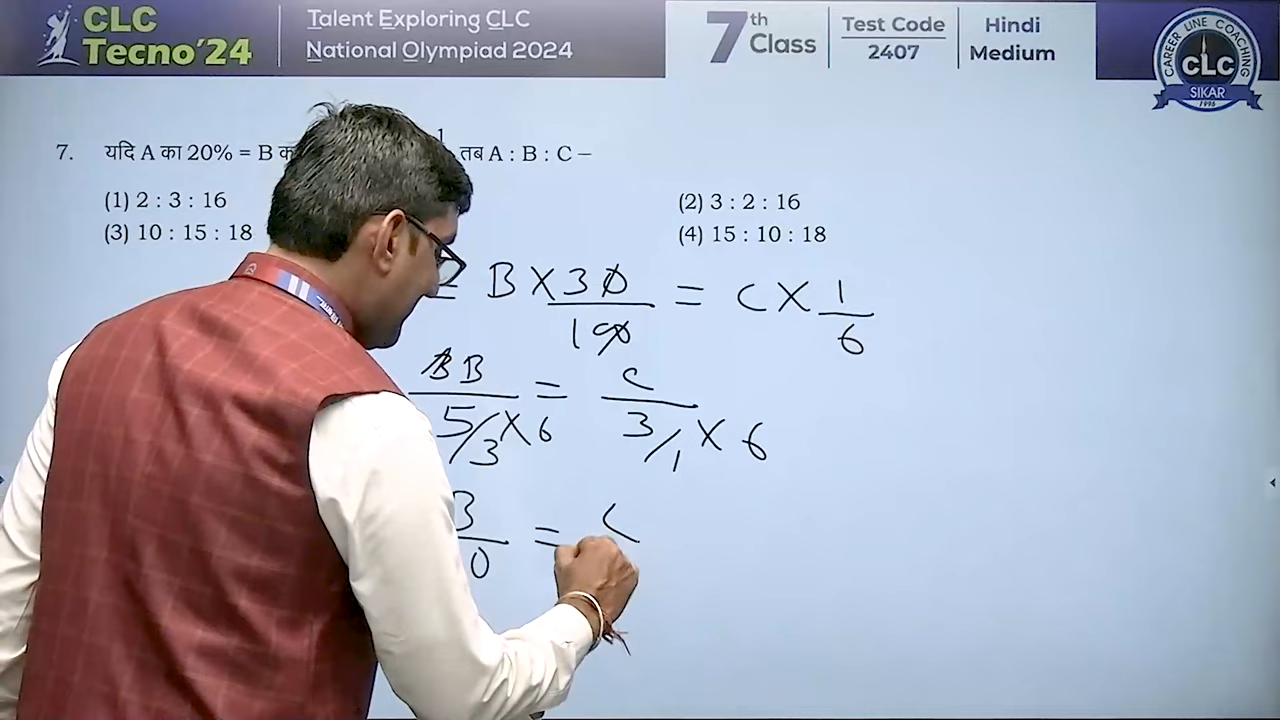 CLC
Tecno'24
Talent Exploring CLC
National Olympiad 2024
7th
Class
Test Code
2407
Hindi
Medium
CAREER LINE COACHING
CLC
SIKAR
1996
7. यदि A का 20% = B 1 तब A : B : C –
(1) 2 : 3 : 16
(2) 3 : 2 : 16
(3) 10 : 15 : 18
(4) 15 : 10 : 18
= B × 30/100 = C × 1/6
B/5/3 × 6 = C/3/1 × 6
= C